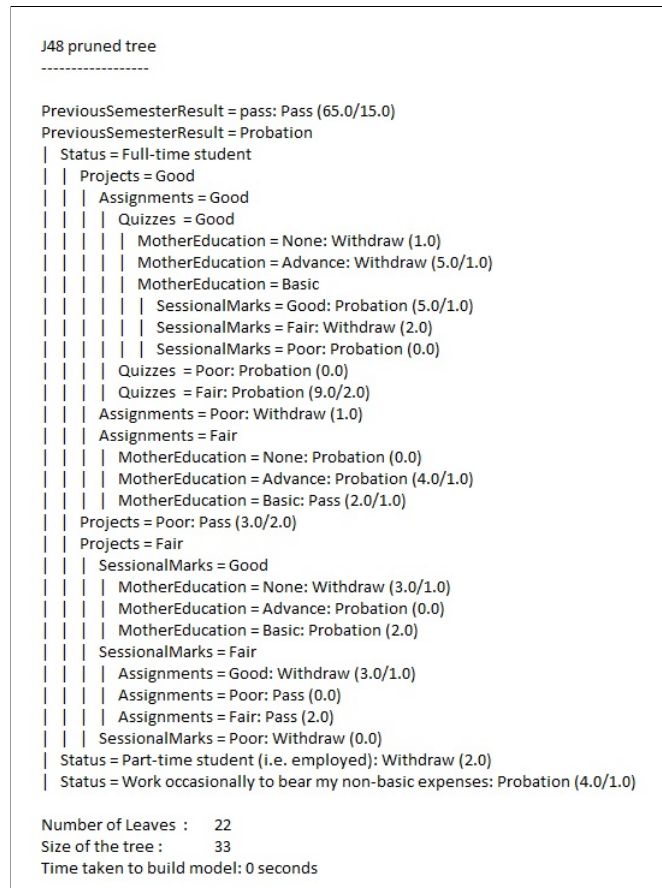 J48 pruned tree
------------------
PreviousSemesterResult = pass: Pass (65.0/15.0)
PreviousSemesterResult = Probation
| Status = Full-time student
| | Projects = Good
| | | Assignments = Good
| | | | Quizzes = Good
| | | | | MotherEducation = None: Withdraw (1.0)
| | | | | MotherEducation = Advance: Withdraw (5.0/1.0)
| | | | | MotherEducation = Basic
| | | | | | SessionalMarks = Good: Probation (5.0/1.0)
| | | | | | SessionalMarks = Fair: Withdraw (2.0)
| | | | | | SessionalMarks = Poor: Probation (0.0)
| | | | Quizzes = Poor: Probation (0.0)
| | | | Quizzes = Fair: Probation (9.0/2.0)
| | | Assignments = Poor: Withdraw (1.0)
| | | Assignments = Fair
| | | | MotherEducation = None: Probation (0.0)
| | | | MotherEducation = Advance: Probation (4.0/1.0)
| | | | MotherEducation = Basic: Pass (2.0/1.0)
| | Projects = Poor: Pass (3.0/2.0)
| | Projects = Fair
| | | SessionalMarks = Good
| | | | MotherEducation = None: Withdraw (3.0/1.0)
| | | | MotherEducation = Advance: Probation (0.0)
| | | | MotherEducation = Basic: Probation (2.0)
| | | SessionalMarks = Fair
| | | | Assignments = Good: Withdraw (3.0/1.0)
| | | | Assignments = Poor: Pass (0.0)
| | | | Assignments = Fair: Pass (2.0)
| | | SessionalMarks = Poor: Withdraw (0.0)
| Status = Part-time student (i.e. employed): Withdraw (2.0)
| Status = Work occasionally to bear my non-basic expenses: Probation (4.0/1.0)
Number of Leaves : 22
Size of the tree : 33
Time taken to build model: 0 seconds